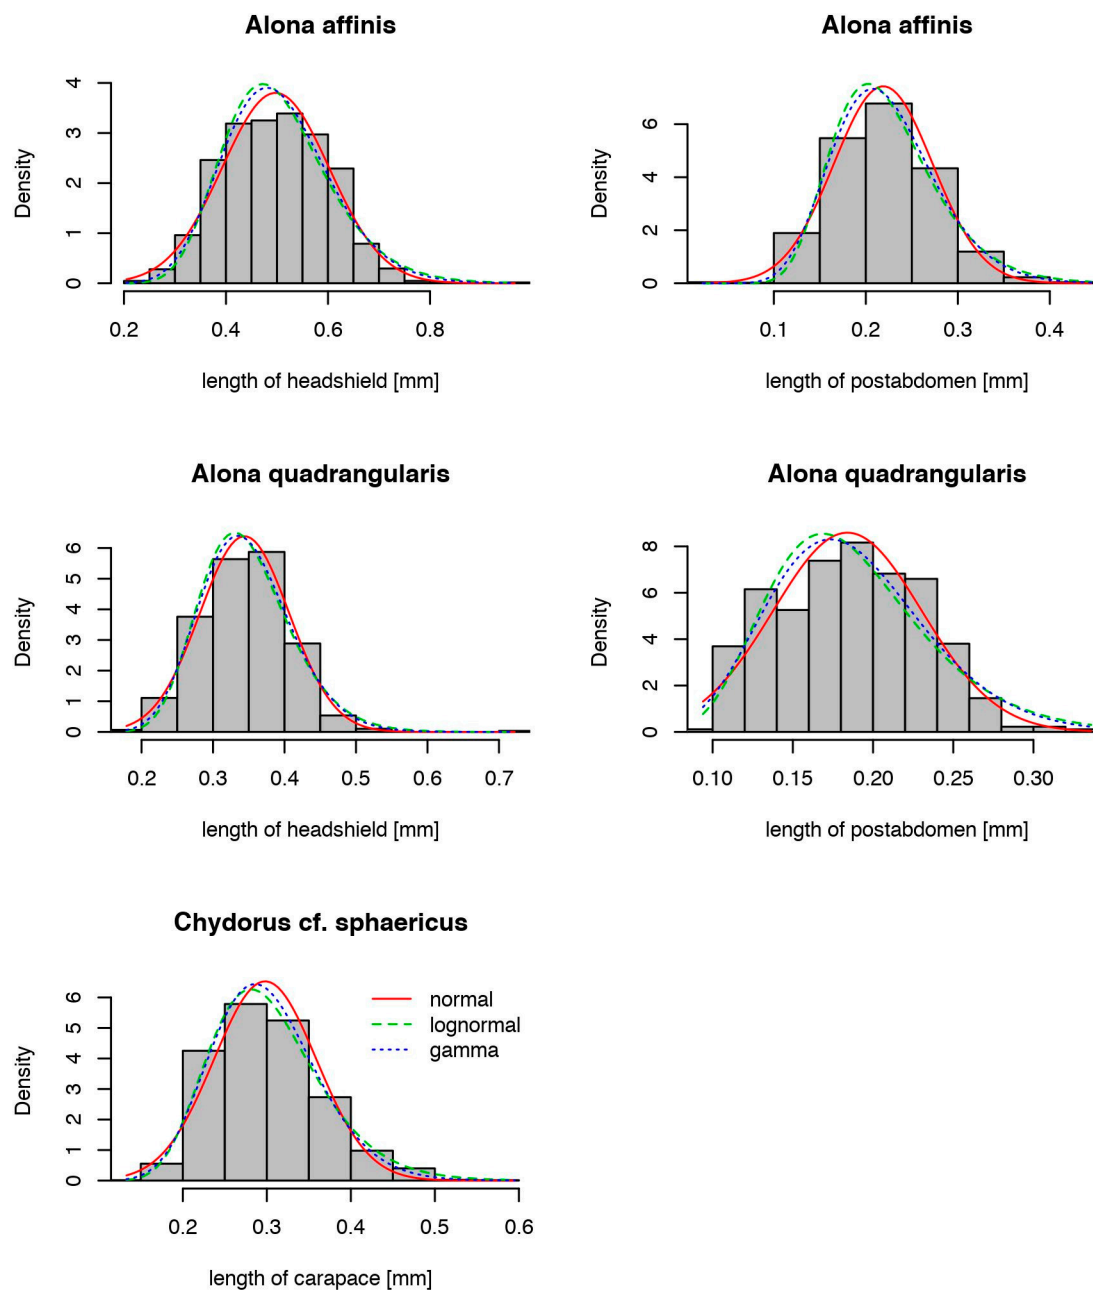 Alona affinis
Density
4
3
2
1
0
0.2 0.4 0.6 0.8
length of headshield [mm]
Alona affinis
Density
6
4
2
0
0.1 0.2 0.3 0.4
length of postabdomen [mm]
Alona quadrangularis
Density
6
5
4
3
2
1
0
0.2 0.3 0.4 0.5 0.6 0.7
length of headshield [mm]
Alona quadrangularis
Density
8
6
4
2
0
0.10 0.15 0.20 0.25 0.30
length of postabdomen [mm]
Chydorus cf. sphaericus
Density
6
5
4
3
2
1
0
normal
lognormal
gamma
0.2 0.3 0.4 0.5 0.6
length of carapace [mm]